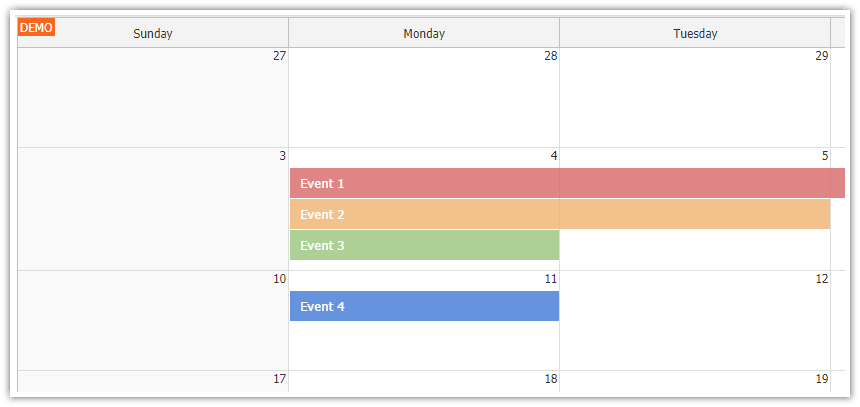 DEMO
Sunday Monday Tuesday
27 28 29
3 4 5
Event 1
Event 2
Event 3
10 11 12
Event 4
17 18 19